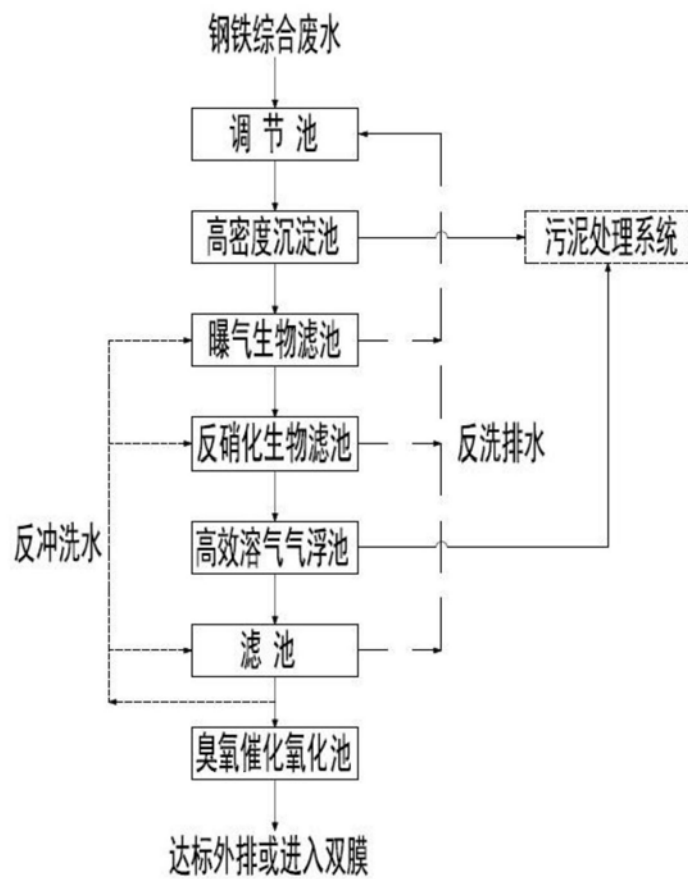 钢铁综合废水
调节池
高密度沉淀池
污泥处理系统
曝气生物滤池
反硝化生物滤池
反洗排水
反冲洗水
高效溶气气浮池
滤池
臭氧催化氧化池
达标外排或进入双膜